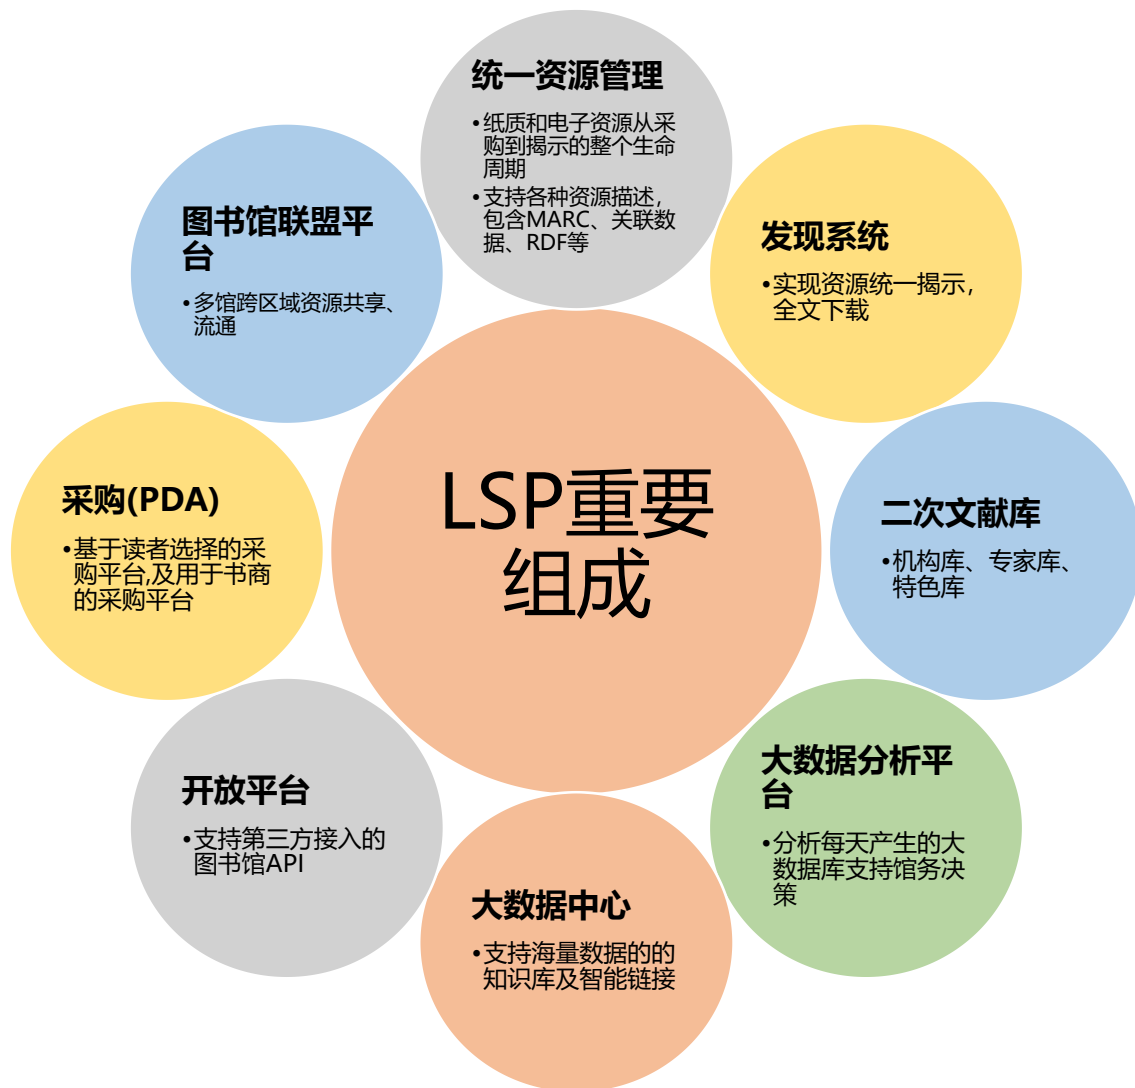 统一资源管理
•纸质和电子资源从采
购到揭示的整个生命
周期
•支持各种资源描述，
包含MARC、关联数
据、RDF等
发现系统
•实现资源统一揭示，
全文下载
二次文献库
•机构库、专家库、
特色库
大数据分析平
台
•分析每天产生的大
数据库支持馆务决
策
大数据中心
•支持海量数据的的
知识库及智能链接
开放平台
•支持第三方接入的
图书馆API
采购(PDA)
•基于读者选择的采
购平台,及用于书商
的采购平台
图书馆联盟平
台
•多馆跨区域资源共享、
流通
LSP重要
组成